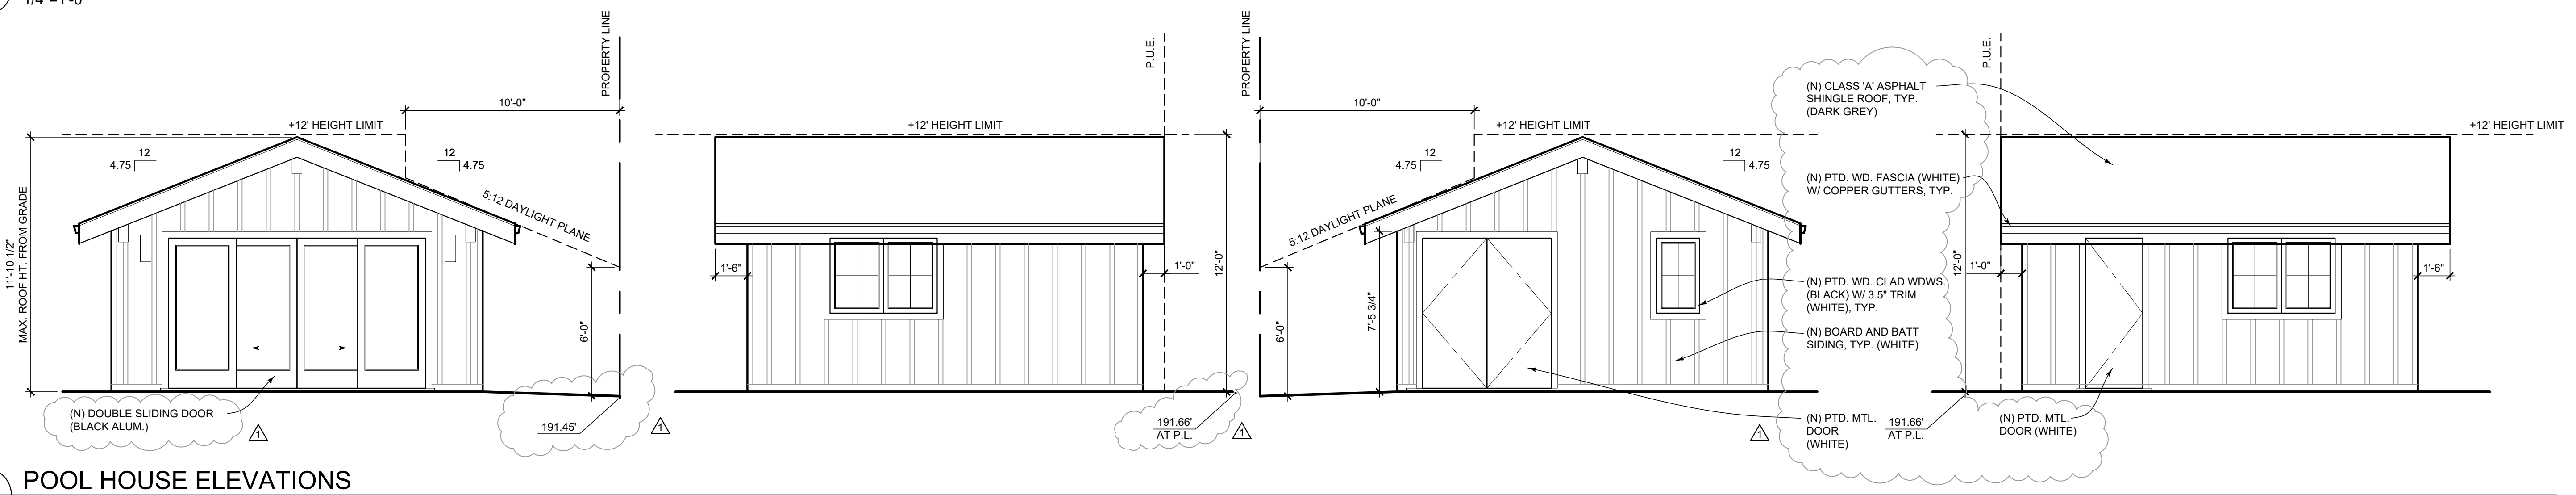 1/4"=1'-0"
PROPERTY LINE
10'-0"
+12' HEIGHT LIMIT
12
4.75
12
4.75
5:12 DAYLIGHT PLANE
11'-10 1/2"
MAX. ROOF HT. FROM GRADE
6'-0"
(N) DOUBLE SLIDING DOOR
(BLACK ALUM.)
1
191.45'
1
P.U.E.
+12' HEIGHT LIMIT
1'-6"
1'-0"
12'-0"
191.66'
AT P.L.
1
PROPERTY LINE
10'-0"
+12' HEIGHT LIMIT
12
4.75
12
4.75
5:12 DAYLIGHT PLANE
6'-0"
7'-5 3/4"
1
(N) CLASS 'A' ASPHALT
SHINGLE ROOF, TYP.
(DARK GREY)
(N) PTD. WD. FASCIA (WHITE)
W/ COPPER GUTTERS, TYP.
(N) PTD. WD. CLAD WDWS.
(BLACK) W/ 3.5" TRIM
(WHITE), TYP.
(N) BOARD AND BATT
SIDING, TYP. (WHITE)
(N) PTD. MTL.
DOOR
(WHITE)
P.U.E.
+12' HEIGHT LIMIT
12'-0"
1'-0"
1'-6"
191.66'
AT P.L.
(N) PTD. MTL.
DOOR (WHITE)
POOL HOUSE ELEVATIONS